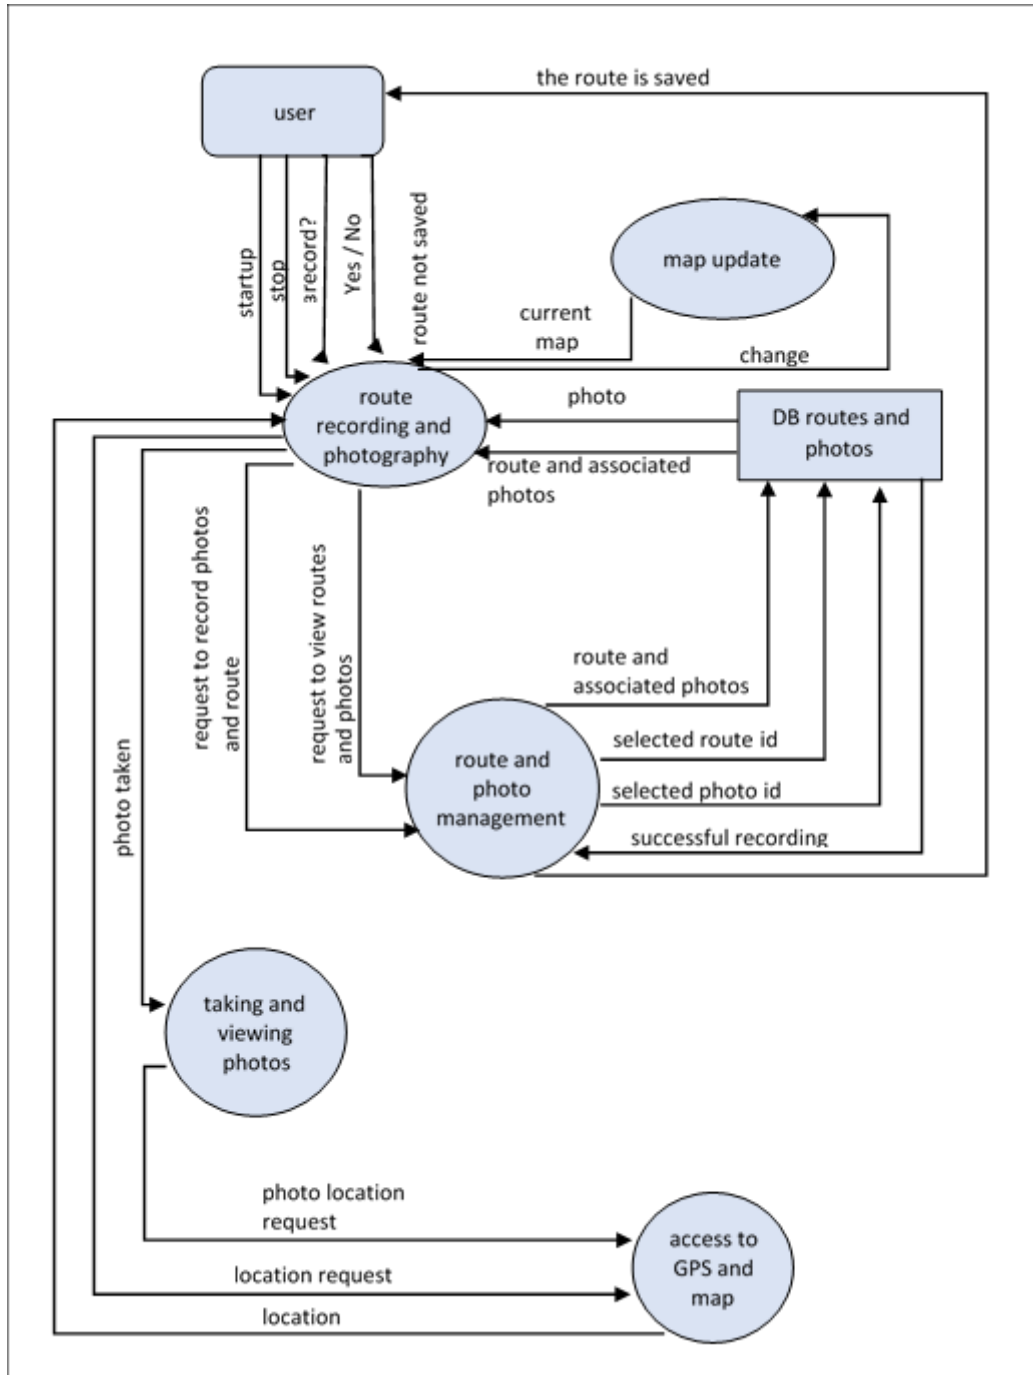 the route is saved
user
startup
stop
зrecord?
Yes / No
route not saved
map update
current
map
change
route
recording and
photography
photo
DB routes and
photos
route and associated
photos
request to record photos
and route
request to view routes
and photos
route and
associated photos
selected route id
route and
photo
management
selected photo id
successful recording
photo taken
taking and
viewing
photos
photo location
request
access to
GPS and
map
location request
location